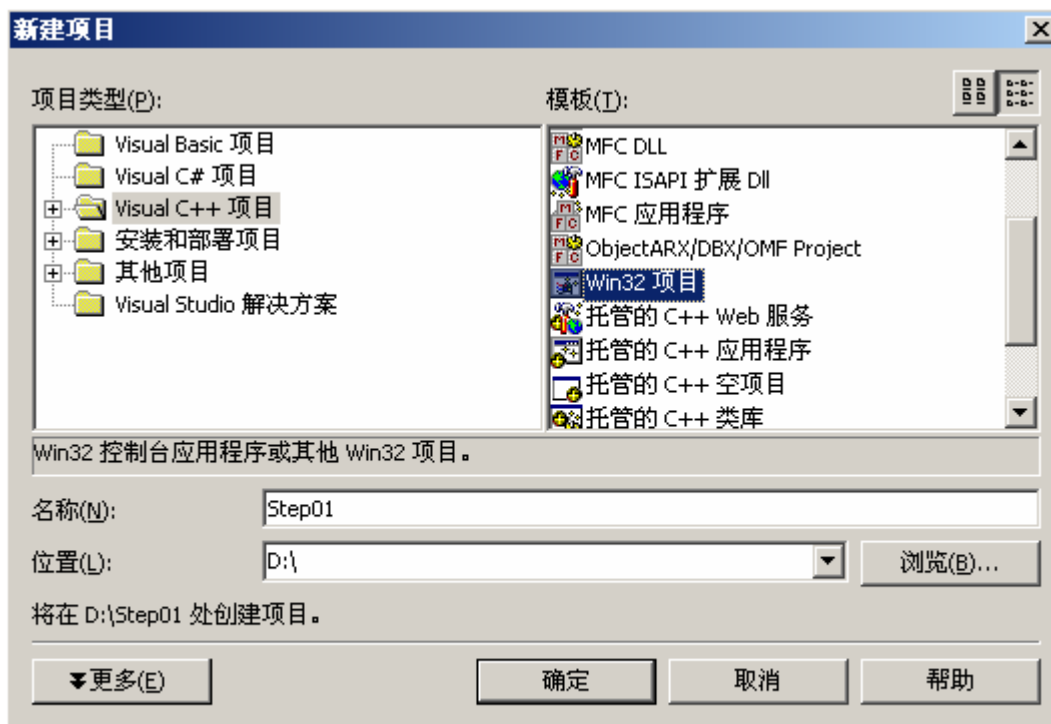 新建项目
项目类型(P):
模板(T):
Visual Basic 项目
Visual C# 项目
Visual C++ 项目
安装和部署项目
其他项目
Visual Studio 解决方案
MFC DLL
MFC ISAPI 扩展 Dll
MFC 应用程序
ObjectARX/DBX/OMF Project
Win32 项目
托管的 C++ Web 服务
托管的 C++ 应用程序
托管的 C++ 空项目
托管的 C++ 类库
Win32 控制台应用程序或其他 Win32 项目。
名称(N):
Step01
位置(L):
D:\
浏览(B)...
将在 D:\Step01 处创建项目。
更多(E)
确定
取消
帮助